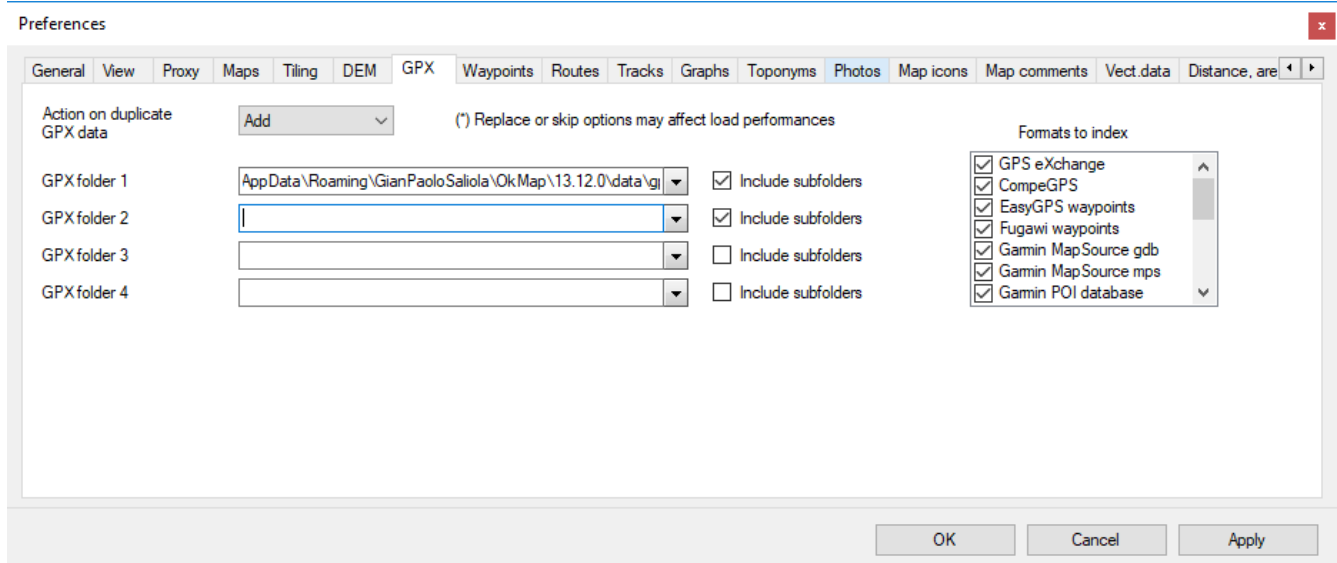 Preferences
x
General View Proxy Maps Tiling DEM GPX Waypoints Routes Tracks Graphs Toponyms Photos Map icons Map comments Vect.data Distance, are
Action on duplicate
GPX data
Add
(*) Replace or skip options may affect load performances
Formats to index
GPX folder 1
AppData\Roaming\GianPaoloSaliola\OkMap\13.12.0\data\g
Include subfolders
GPX folder 2
Include subfolders
GPX folder 3
Include subfolders
GPX folder 4
Include subfolders
GPS eXchange
CompeGPS
EasyGPS waypoints
Fugawi waypoints
Garmin MapSource gdb
Garmin MapSource mps
Garmin POI database
OK Cancel Apply